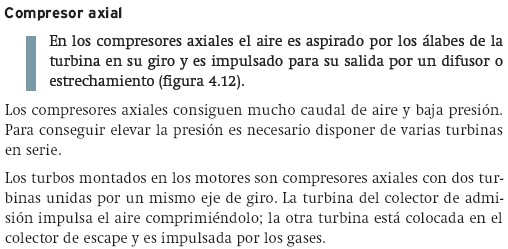 Compresor axial
En los compresores axiales el aire es aspirado por los álabes de la
turbina en su giro y es impulsado para su salida por un difusor o
estrechamiento (figura 4.12).
Los compresores axiales consiguen mucho caudal de aire y baja presión.
Para conseguir elevar la presión es necesario disponer de varias turbinas
en serie.
Los turbos montados en los motores son compresores axiales con dos tur-
binas unidas por un mismo eje de giro. La turbina del colector de admi-
sión impulsa el aire comprimiéndolo; la otra turbina está colocada en el
colector de escape y es impulsada por los gases.